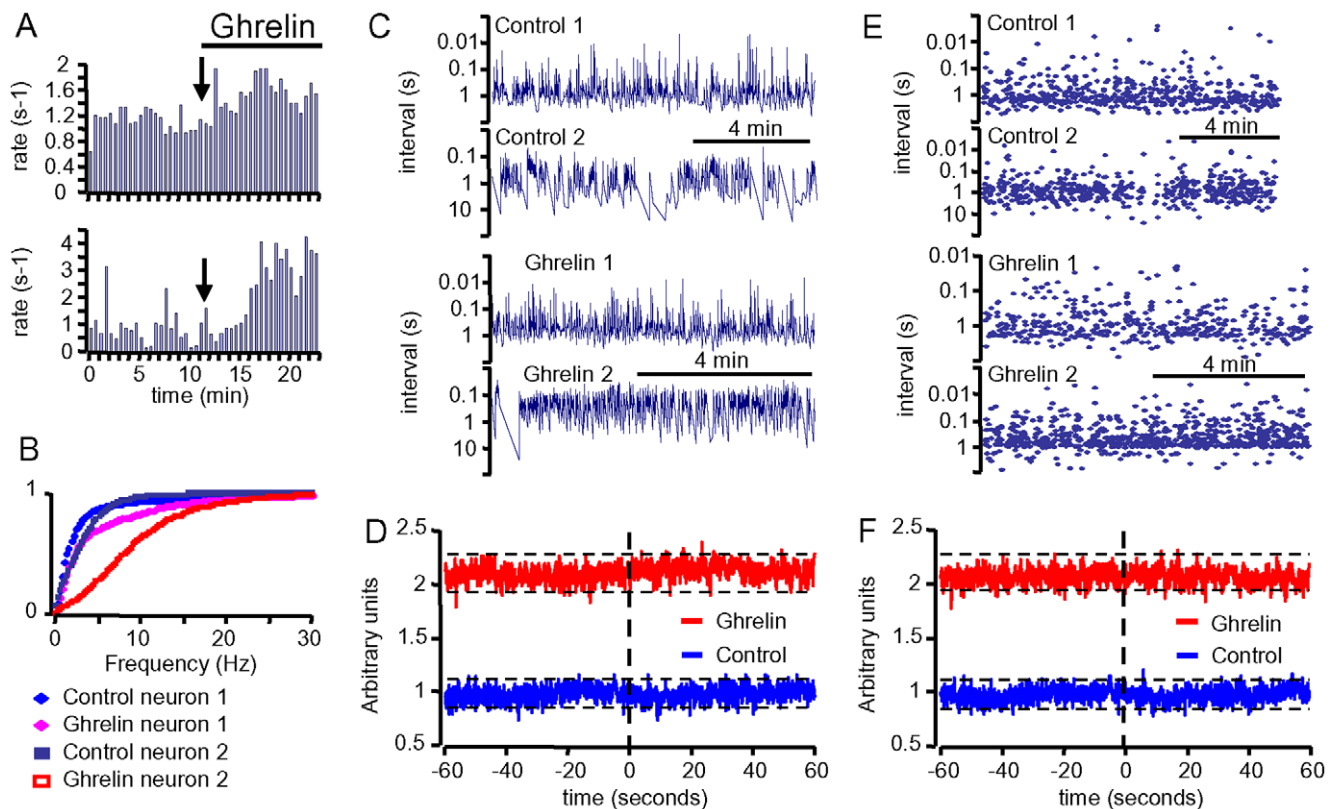 A
Ghrelin
rate (s-1)
2
1.6
1.2
0.8
0.4
0
rate (s-1)
4
3
2
1
0
0 5 10 15 20
time (min)
B
1
0
0 10 20 30
Frequency (Hz)
Control neuron 1
Ghrelin neuron 1
Control neuron 2
Ghrelin neuron 2
C
Control 1
interval (s)
0.01
0.1
1
Control 2
4 min
0.1
1
10
Ghrelin 1
interval (s)
0.01
0.1
1
Ghrelin 2
4 min
0.1
1
10
D
Arbitrary units
2.5
2
1.5
1
0.5
Ghrelin
Control
-60 -40 -20 0 20 40 60
time (seconds)
E
Control 1
interval (s)
0.01
0.1
1
Control 2
4 min
0.01
0.1
1
10
Ghrelin 1
interval (s)
0.01
0.1
1
Ghrelin 2
4 min
0.1
1
F
Arbitrary units
2.5
2
1.5
1
0.5
Ghrelin
Control
-60 -40 -20 0 20 40 60
time (seconds)